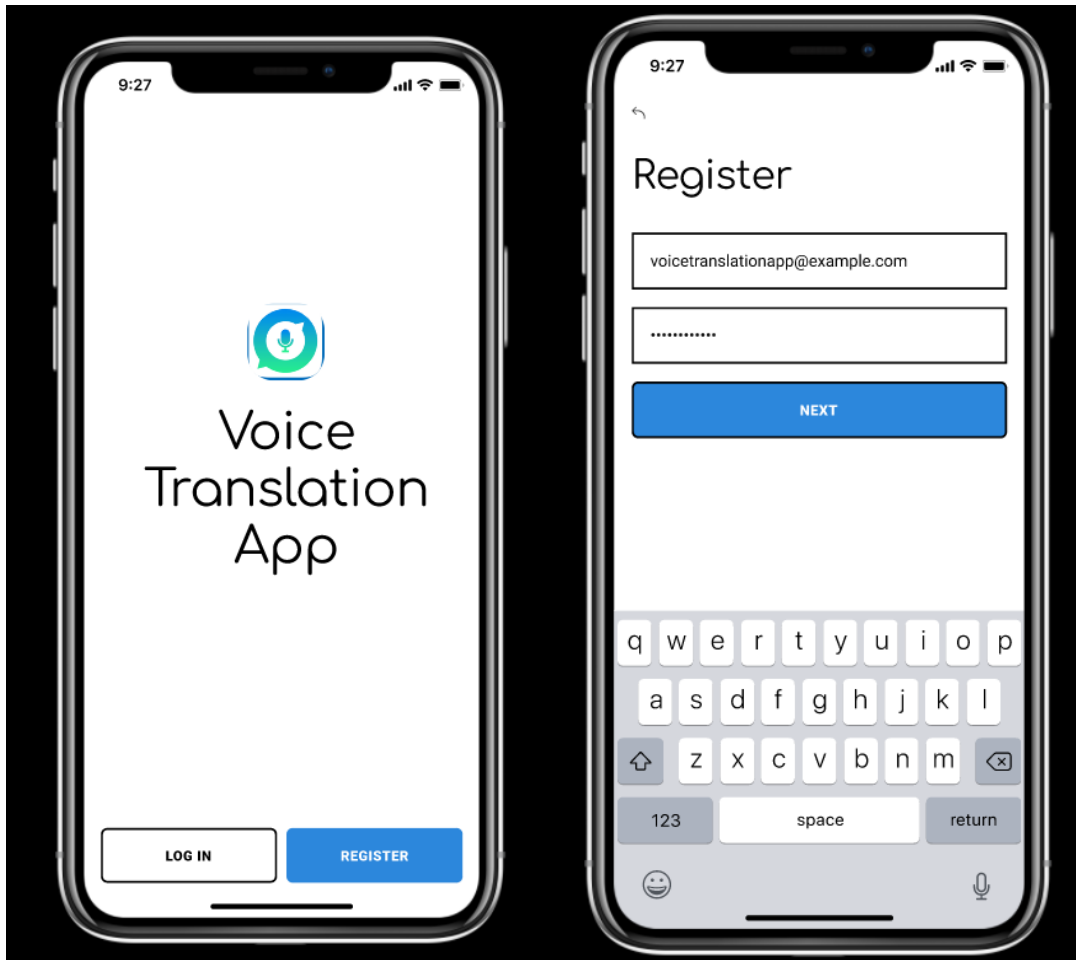 9:27
Voice
Translation
App
LOG IN
REGISTER
9:27
Register
voicetranslationapp@example.com
••••••••••••
NEXT
q w e r t y u i o p
a s d f g h j k l
z x c v b n m
123 space return